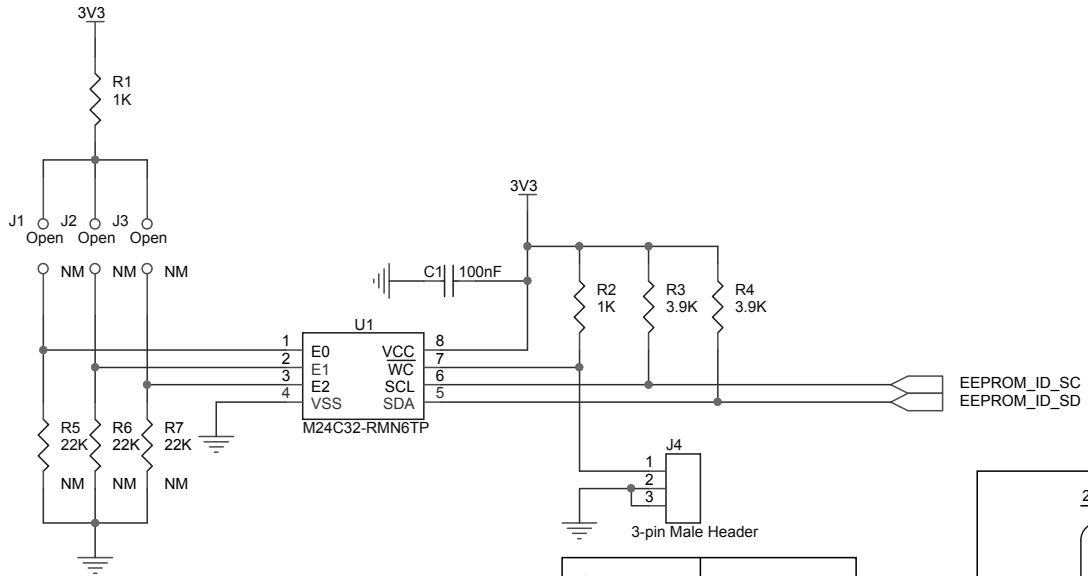 3V3
R1
1K
J1
Open
J2
Open
J3
Open
NM
NM
NM
3V3
C1
100nF
R2
1K
R3
3.9K
R4
3.9K
U1
1
2
3
4
E0
E1
E2
VSS
VCC
WC
SCL
SDA
8
7
6
5
M24C32-RMN6TP
EEPROM_ID_SC
EEPROM_ID_SD
R5
22K
NM
R6
22K
NM
R7
22K
NM
J4
1
2
3
3-pin Male Header
2